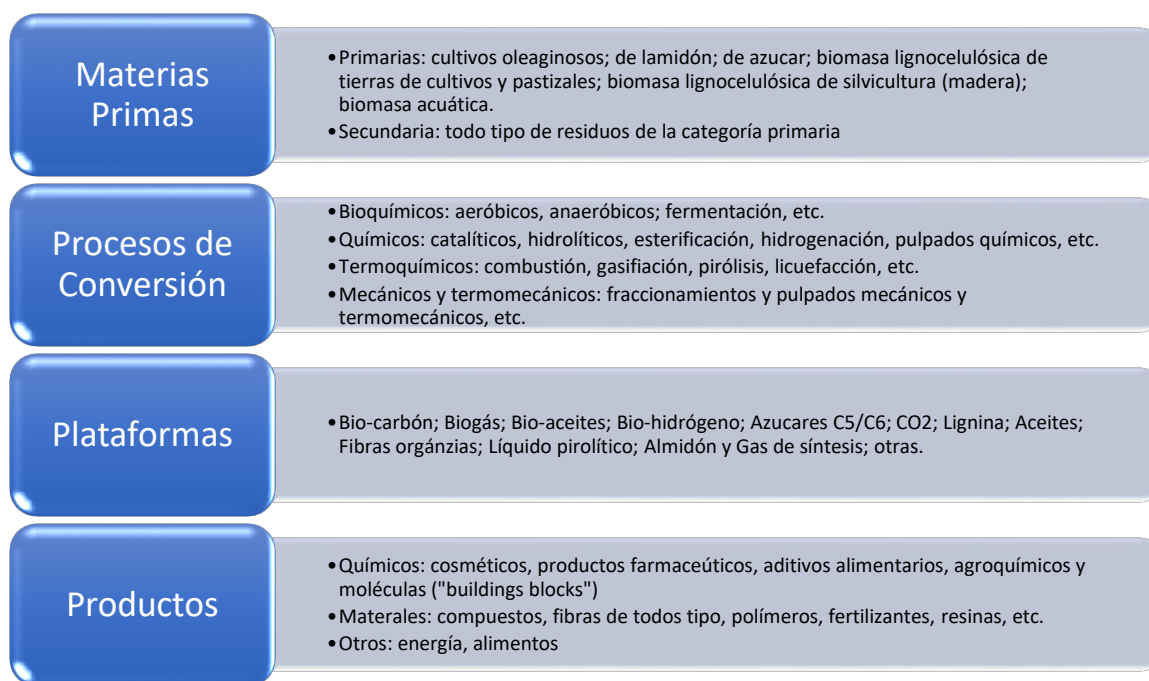 Materias
Primas
•Primarias: cultivos oleaginosos; de lamidón; de azucar; biomasa lignocelulósica de
tierras de cultivos y pastizales; biomasa lignocelulósica de silvicultura (madera);
biomasa acuática.
•Secundaria: todo tipo de residuos de la categoría primaria
Procesos de
Conversión
•Bioquímicos: aeróbicos, anaeróbicos; fermentación, etc.
•Químicos: catalíticos, hidrolíticos, esterificación, hidrogenación, pulpados químicos, etc.
•Termoquímicos: combustión, gasifiación, pirólisis, licuefacción, etc.
•Mecánicos y termomecánicos: fraccionamientos y pulpados mecánicos y
termomecánicos, etc.
Plataformas
•Bio-carbón; Biogás; Bio-aceites; Bio-hidrógeno; Azucares C5/C6; CO2; Lignina; Aceites;
Fibras orgánzias; Líquido pirolítico; Almidón y Gas de síntesis; otras.
Productos
•Químicos: cosméticos, productos farmaceúticos, aditivos alimentarios, agroquímicos y
moléculas ("buildings blocks")
•Materales: compuestos, fibras de todos tipo, polímeros, fertilizantes, resinas, etc.
•Otros: energía, alimentos